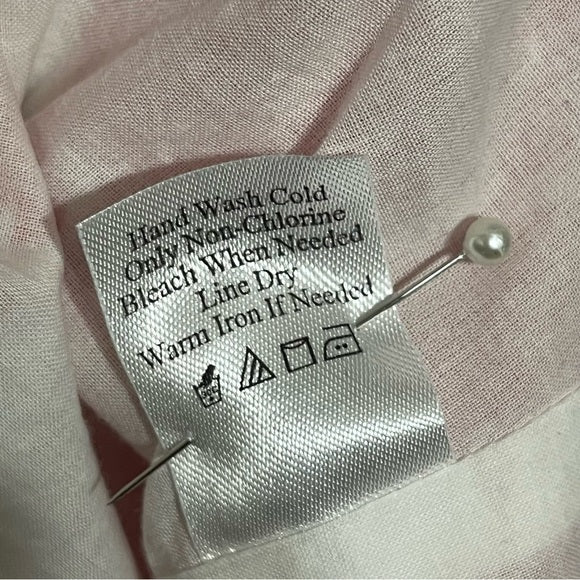 Hand Wash Cold
Only Non-Chlorine
Bleach When Needed
Line Dry
Warm Iron If Needed